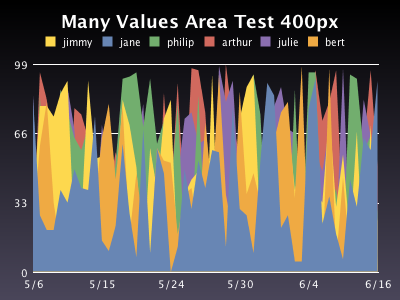 Many Values Area Test 400px
jimmy jane philip arthur julie bert
99
66
33
0
5/6 5/15 5/24 5/30 6/4 6/16